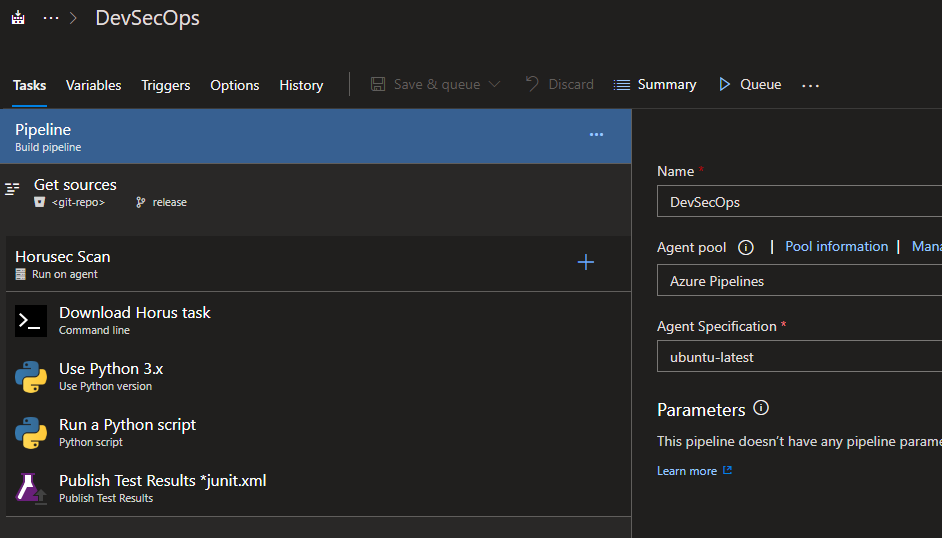 ... > DevSecOps
Tasks Variables Triggers Options History Save & queue Discard Summary Queue ...
Pipeline ...
Build pipeline
Get sources
<git-repo> release
Horusec Scan
Run on agent
>_ Download Horus task
Command line
Use Python 3.x
Use Python version
Run a Python script
Python script
Publish Test Results *junit.xml
Publish Test Results
Name *
DevSecOps
Agent pool | Pool information | Mana
Azure Pipelines
Agent Specification *
ubuntu-latest
Parameters
This pipeline doesn't have any pipeline parame
Learn more